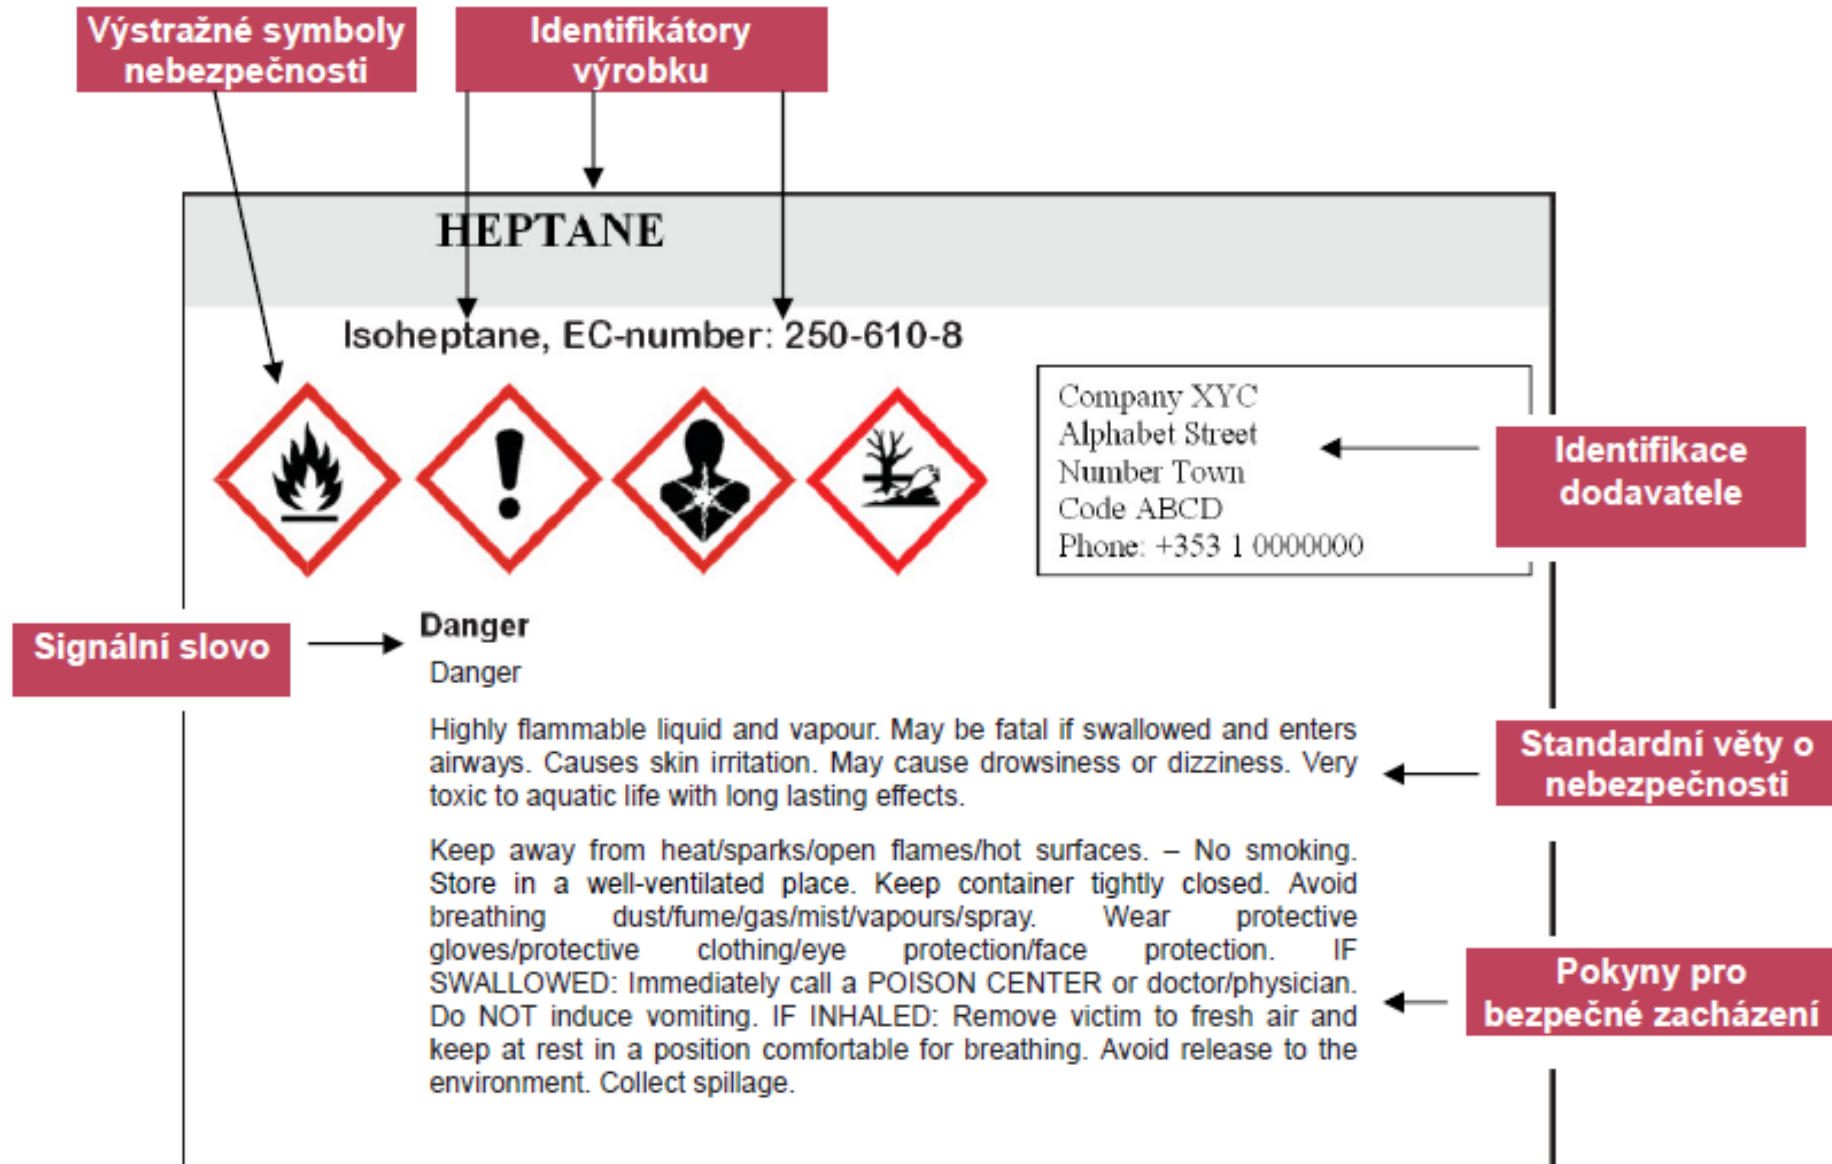 Výstražné symboly
nebezpečnosti
Identifikátory
výrobku
HEPTANE
Isoheptane, EC-number: 250-610-8
Company XYC
Alphabet Street
Number Town
Code ABCD
Phone: +353 1 0000000
Identifikace
dodavatele
Signální slovo
Danger
Danger
Highly flammable liquid and vapour. May be fatal if swallowed and enters
airways. Causes skin irritation. May cause drowsiness or dizziness. Very
toxic to aquatic life with long lasting effects.
Standardní věty o
nebezpečnosti
Keep away from heat/sparks/open flames/hot surfaces. – No smoking.
Store in a well-ventilated place. Keep container tightly closed. Avoid
breathing dust/fume/gas/mist/vapours/spray. Wear protective
gloves/protective clothing/eye protection/face protection. IF
SWALLOWED: Immediately call a POISON CENTER or doctor/physician.
Do NOT induce vomiting. IF INHALED: Remove victim to fresh air and
keep at rest in a position comfortable for breathing. Avoid release to the
environment. Collect spillage.
Pokyny pro
bezpečné zacházení